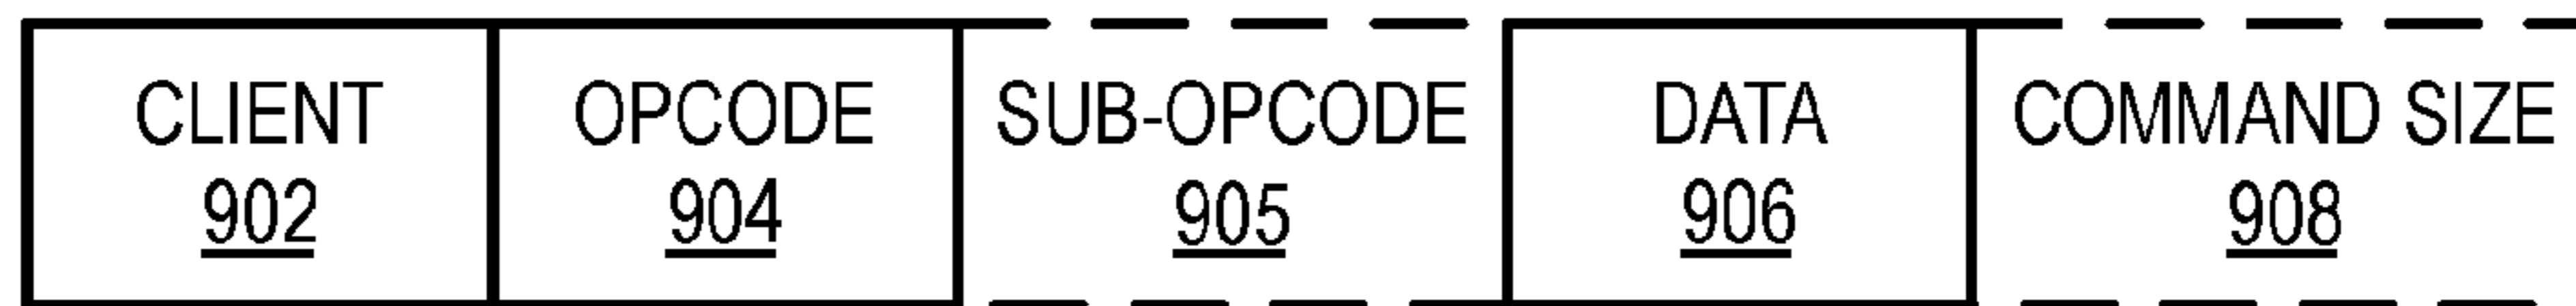 CLIENT OPCODE SUB-OPCODE DATA COMMAND SIZE
902 904 905 906 908